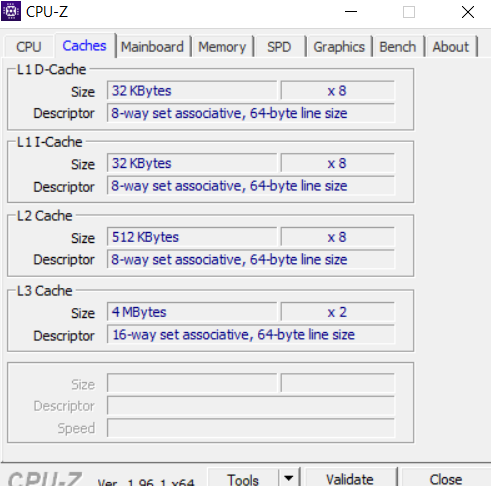 CPU-Z
CPU Caches Mainboard Memory SPD Graphics Bench About
L1 D-Cache
Size 32 KBytes x 8
Descriptor 8-way set associative, 64-byte line size
L1 I-Cache
Size 32 KBytes x 8
Descriptor 8-way set associative, 64-byte line size
L2 Cache
Size 512 KBytes x 8
Descriptor 8-way set associative, 64-byte line size
L3 Cache
Size 4 MBytes x 2
Descriptor 16-way set associative, 64-byte line size
Size
Descriptor
Speed
CPU-Z Ver. 1.96.1.x64 Tools Validate Close